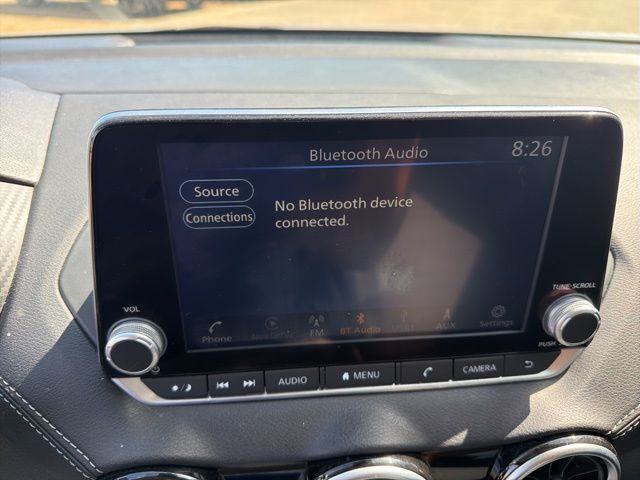 Bluetooth Audio
8:26
Source
Connections
No Bluetooth device
connected.
Phone
FM
BT Audio
AUX
Settings
VOL
TUNE·SCROLL
PUSH
AUDIO
MENU
CAMERA